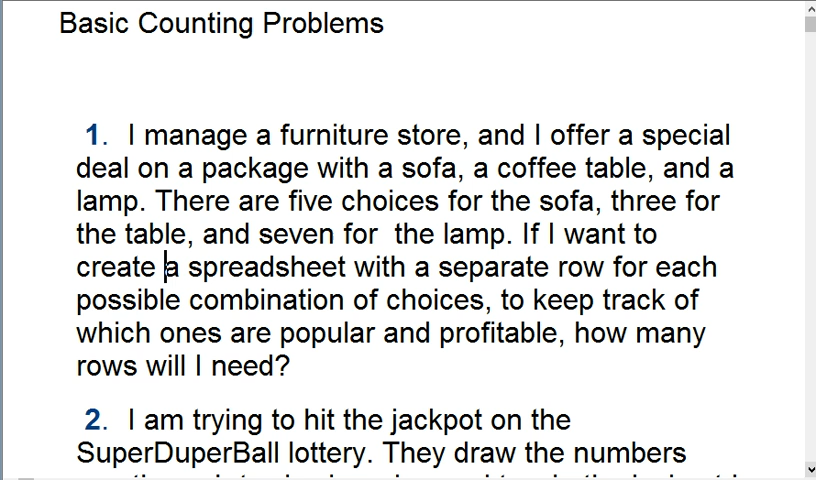 Basic Counting Problems
1. I manage a furniture store, and I offer a special
deal on a package with a sofa, a coffee table, and a
lamp. There are five choices for the sofa, three for
the table, and seven for  the lamp. If I want to
create a spreadsheet with a separate row for each
possible combination of choices, to keep track of
which ones are popular and profitable, how many
rows will I need?
2. I am trying to hit the jackpot on the
SuperDuperBall lottery. They draw the numbers